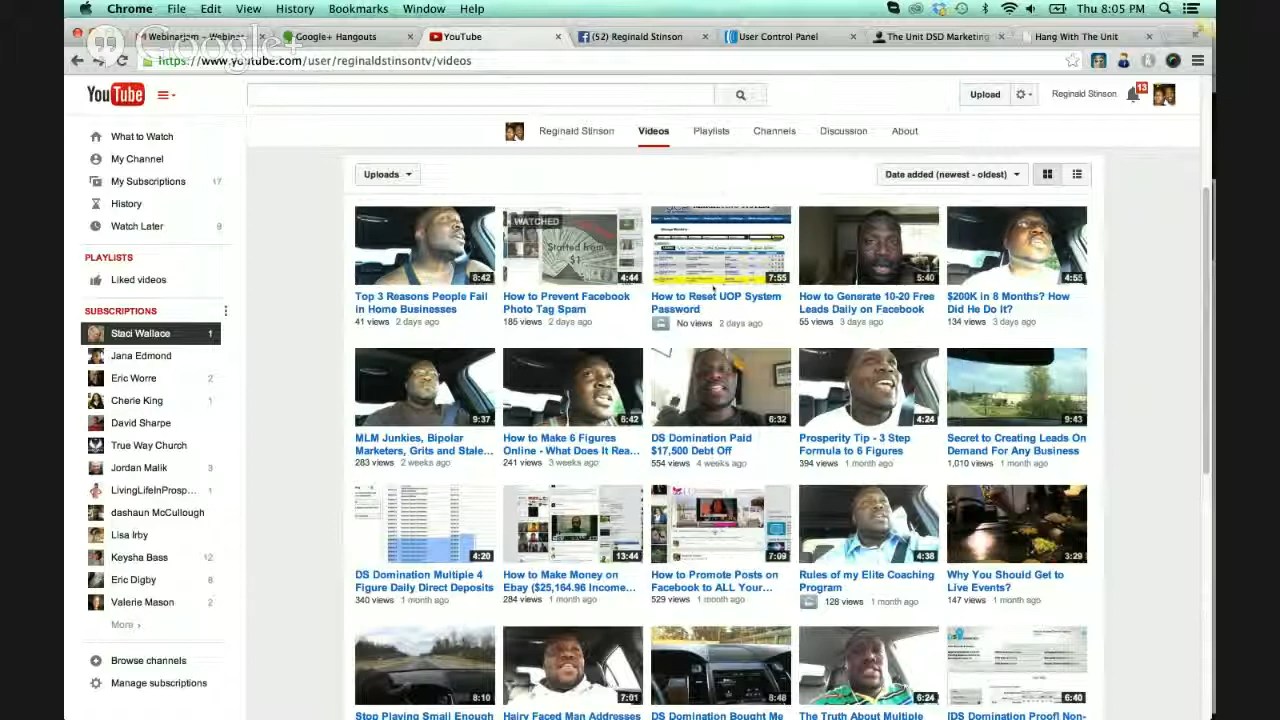 Chrome File Edit View History Bookmarks Window Help Thu 8:05 PM
Google+
Webinarjam - Webinar Google+ Hangouts YouTube (52) Reginald Stinson User Control Panel The Unit DSD Marketing Hang With The Unit
https://www.youtube.com/user/reginaldstinsontv/videos
YouTube Upload Reginald Stinson 13
What to Watch
My Channel
My Subscriptions 17
History
Watch Later 9
PLAYLISTS
Liked videos
SUBSCRIPTIONS
Staci Wallace 1
Jana Edmond
Eric Worre 2
Cherie King 1
David Sharpe
True Way Church
Jordan Malik 3
LivingLifeInProsp... 1
dashaun McCullough
Lisa Irby
Keysha Bass 12
Eric Digby 8
Valerie Mason 2
More ›
Browse channels
Manage subscriptions
Reginald Stinson Videos Playlists Channels Discussion About
Uploads Date added (newest - oldest)
WATCHED
Started from
8:42 4:44 7:55 5:40 4:55
Top 3 Reasons People Fail
in Home Businesses
41 views 2 days ago
How to Prevent Facebook
Photo Tag Spam
185 views 2 days ago
How to Reset UOP System
Password
No views 2 days ago
How to Generate 10-20 Free
Leads Daily on Facebook
55 views 3 days ago
$200K in 8 Months? How
Did He Do It?
134 views 3 days ago
9:37 6:42 6:32 4:24 9:43
MLM Junkies, Bipolar
Marketers, Grits and Stale...
283 views 2 weeks ago
How to Make 6 Figures
Online - What Does It Rea...
241 views 3 weeks ago
DS Domination Paid
$17,500 Debt Off
554 views 4 weeks ago
Prosperity Tip - 3 Step
Formula to 6 Figures
394 views 1 month ago
Secret to Creating Leads On
Demand For Any Business
1,010 views 1 month ago
4:20 13:44 7:09 4:38 3:29
DS Domination Multiple 4
Figure Daily Direct Deposits
340 views 1 month ago
How to Make Money on
Ebay ($25,164.96 Income...
284 views 1 month ago
How to Promote Posts on
Facebook to ALL Your...
529 views 1 month ago
Rules of my Elite Coaching
Program
128 views 1 month ago
Why You Should Get to
Live Events?
147 views 1 month ago
8:10 7:01 8:48 6:24 6:40
Stop Playing Small Enough
Hairy Faced Man Addresses
DS Domination Bought Me
The Truth About Multiple
[DS Domination Proof] Non-